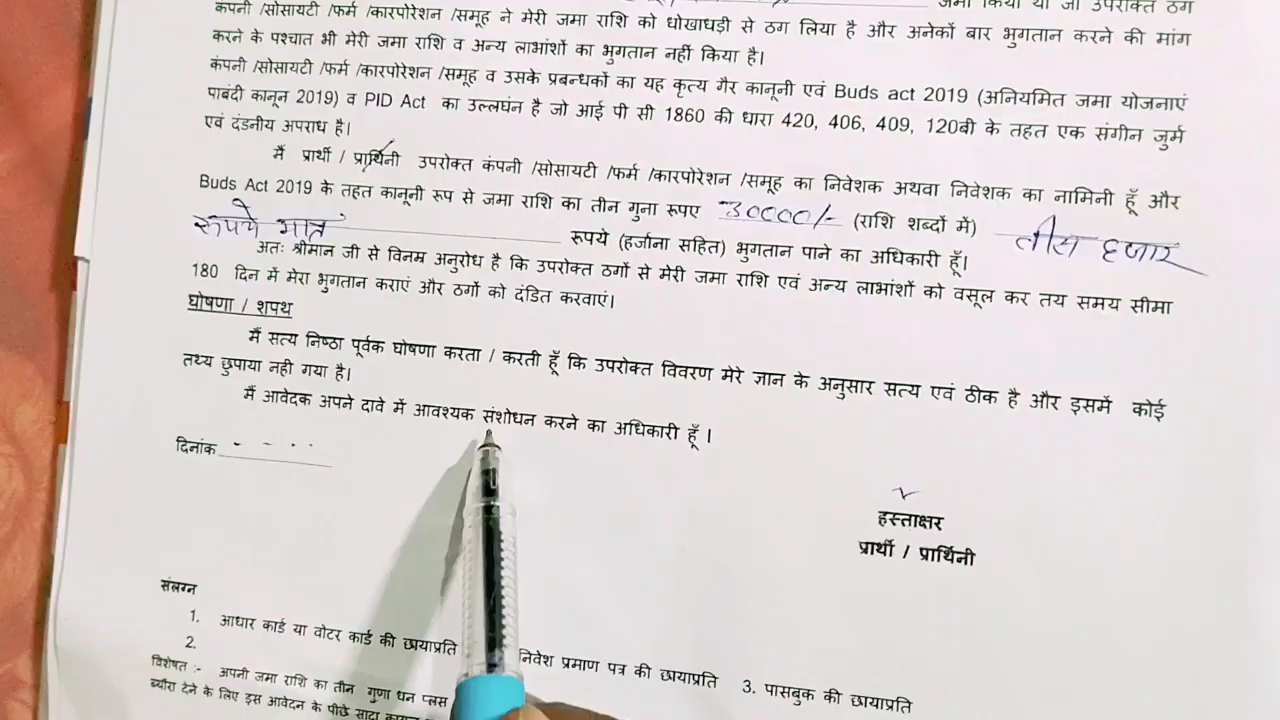 जमा किया था जो उपरोक्त ठग
कंपनी /सोसायटी /फर्म /कारपोरेशन /समूह ने मेरी जमा राशि को धोखाधड़ी से ठग लिया है और अनेकों बार भुगतान करने की मांग
करने के पश्चात भी मेरी जमा राशि व अन्य लाभांशों का भुगतान नहीं किया है।
कंपनी /सोसायटी /फर्म /कारपोरेशन /समूह व उसके प्रबन्धकों का यह कृत्य गैर कानूनी एवं Buds act 2019 (अनियमित जमा योजनाएं
पाबंदी कानून 2019) व PID Act का उल्लघंन है जो आई पी सी 1860 की धारा 420, 406, 409, 120बी के तहत एक संगीन जुर्म
एवं दंडनीय अपराध है।
मैं प्रार्थी / प्रार्थिनी उपरोक्त कंपनी /सोसायटी /फर्म /कारपोरेशन /समूह का निवेशक अथवा निवेशक का नामिनी हूँ और
Buds Act 2019 के तहत कानूनी रूप से जमा राशि का तीन गुना रूपए 30000/- (राशि शब्दों में) तीस हजार
रूपये मात्र रूपये (हर्जाना सहित) भुगतान पाने का अधिकारी हूँ।
अतः श्रीमान जी से विनम्र अनुरोध है कि उपरोक्त ठगों से मेरी जमा राशि एवं अन्य लाभांशों को वसूल कर तय समय सीमा
180 दिन में मेरा भुगतान कराएं और ठगों को दंडित करवाएं।
घोषणा / शपथ
मैं सत्य निष्ठा पूर्वक घोषणा करता / करती हूँ कि उपरोक्त विवरण मेरे ज्ञान के अनुसार सत्य एवं ठीक है और इसमें कोई
तथ्य छुपाया नही गया है।
मैं आवेदक अपने दावे में आवश्यक संशोधन करने का अधिकारी हूँ ।
दिनांक
हस्ताक्षर
प्रार्थी / प्रार्थिनी
संलग्न
1. आधार कार्ड या वोटर कार्ड की छायाप्रति
2. निवेश प्रमाण पत्र की छायाप्रति 3. पासबुक की छायाप्रति
विशेषत :- अपनी जमा राशि का तीन गुणा धन प्लस
ब्यौरा देने के लिए इस आवेदन के पीछे सादा